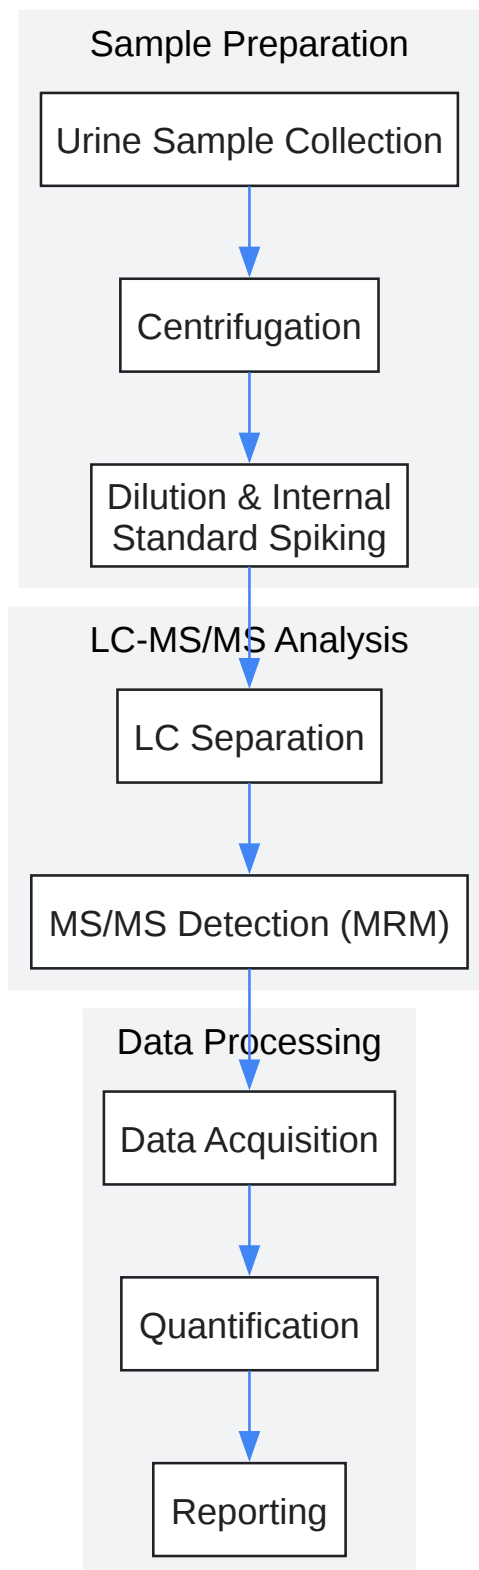 Sample Preparation
Urine Sample Collection
Centrifugation
Dilution & Internal
Standard Spiking
LC-MS/MS Analysis
LC Separation
MS/MS Detection (MRM)
Data Processing
Data Acquisition
Quantification
Reporting